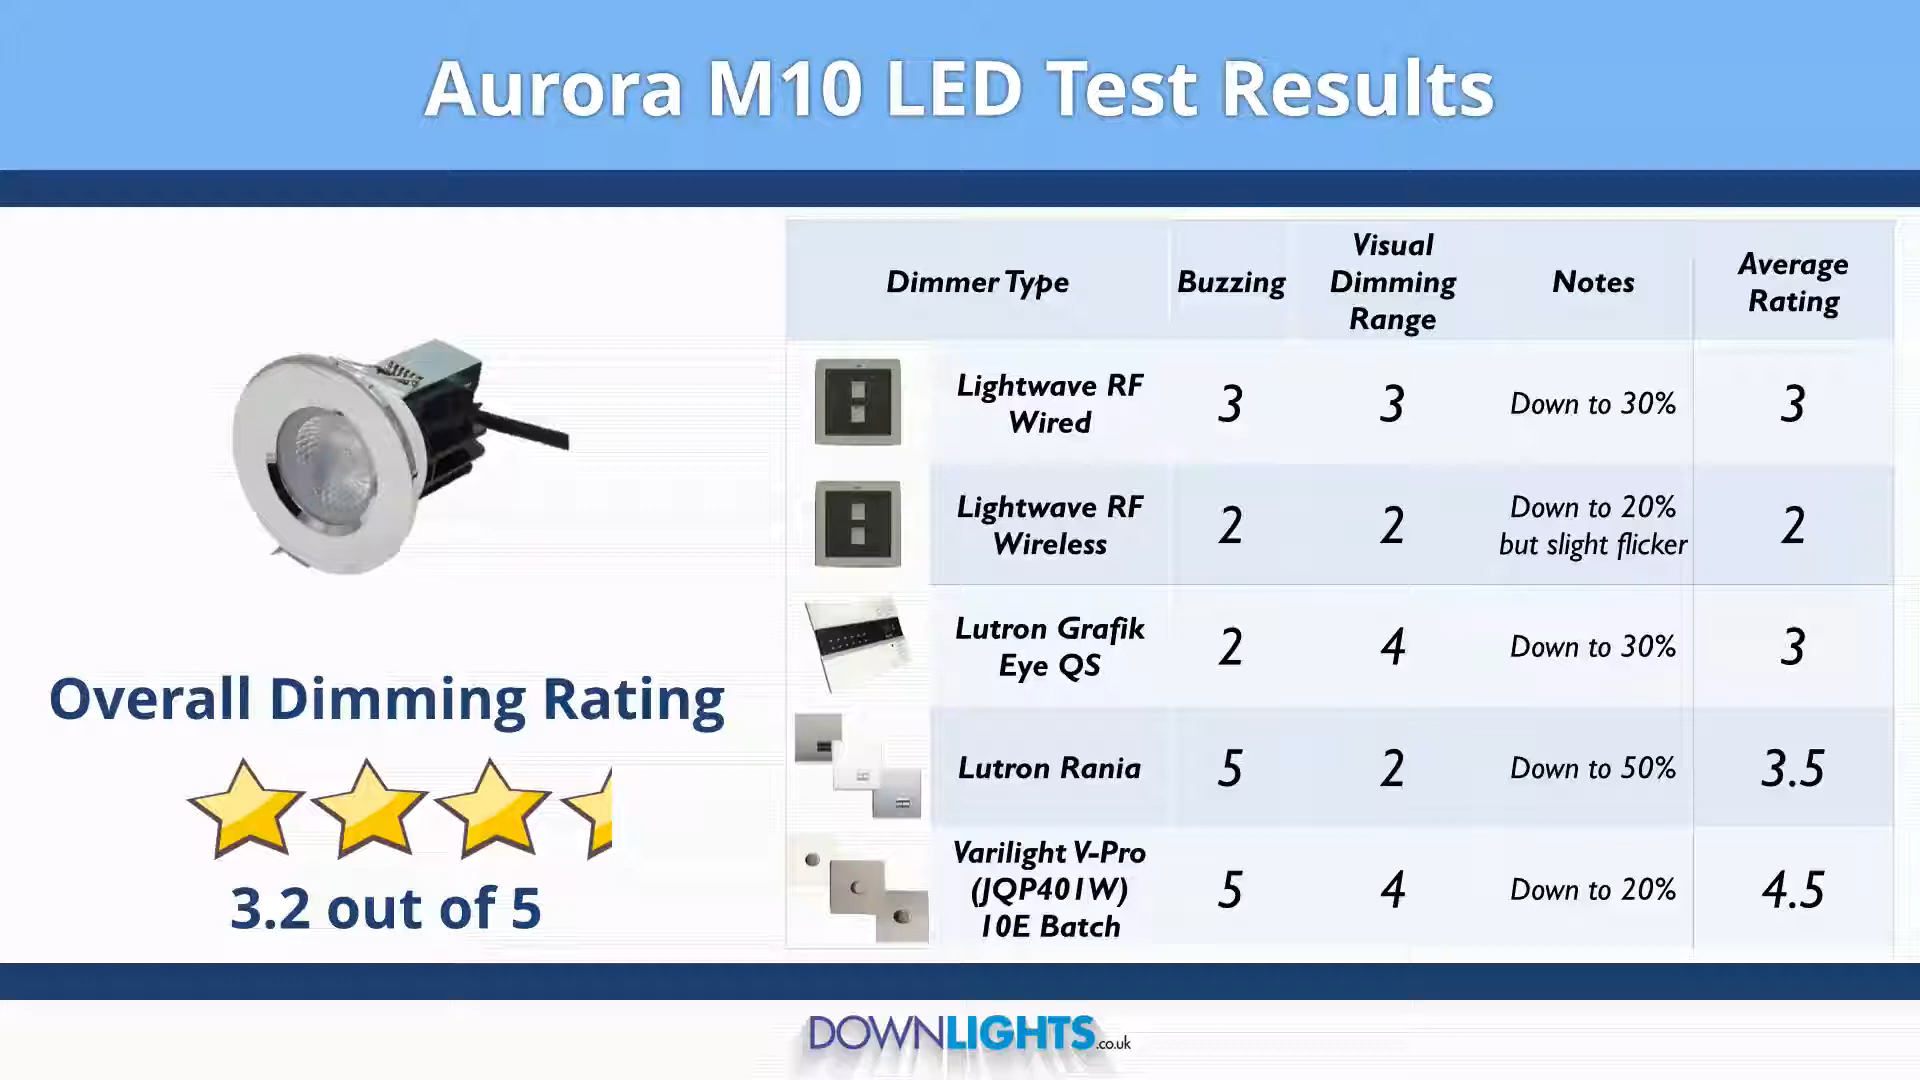 Aurora M10 LED Test Results
Dimmer Type
Buzzing
Visual
Dimming
Range
Notes
Average
Rating
Lightwave RF
Wired
3
3
Down to 30%
3
Lightwave RF
Wireless
2
2
Down to 20%
but slight flicker
2
Lutron Grafik
Eye QS
2
4
Down to 30%
3
Lutron Rania
5
2
Down to 50%
3.5
Varilight V-Pro
(JQP401W)
10E Batch
5
4
Down to 20%
4.5
Overall Dimming Rating
3.2 out of 5
DOWNLIGHTS.co.uk